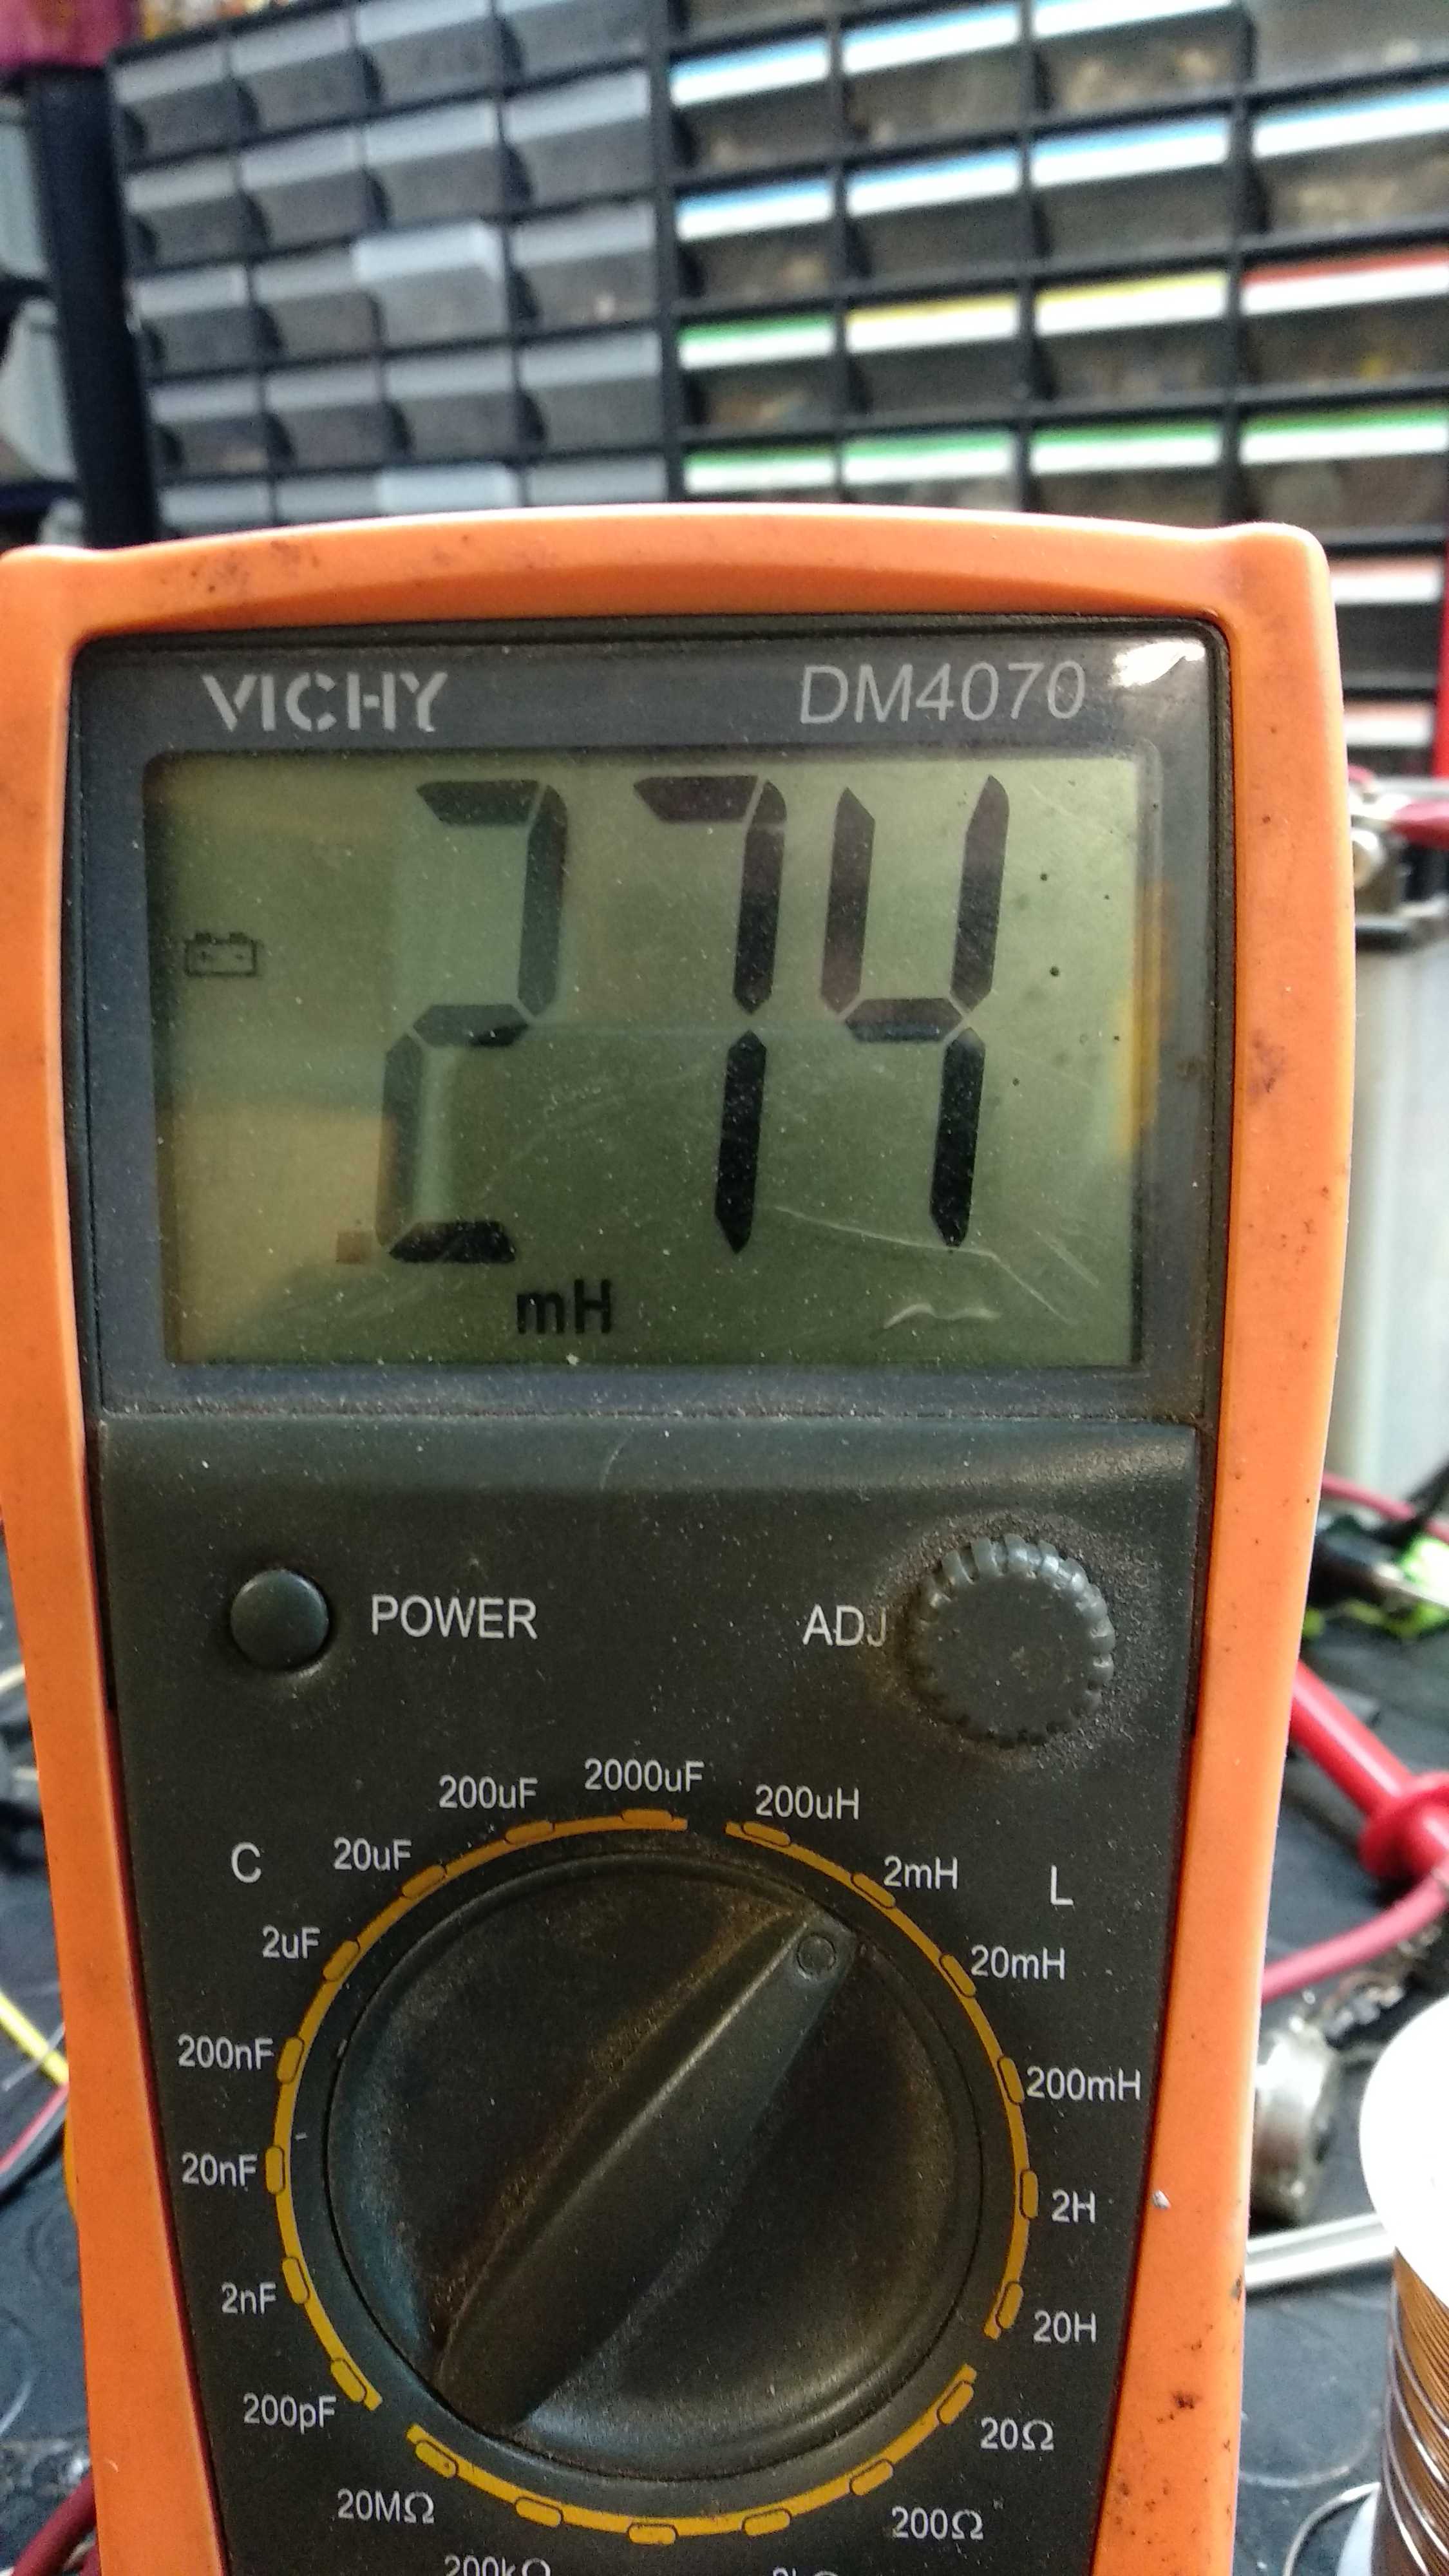 VICHY DM4070
.274
mH
POWER ADJ
2000uF
200uF 200uH
20uF 2mH
C L
2uF 20mH
200nF 200mH
20nF 2H
2nF 20H
200pF 20Ω
20MΩ 200Ω
200kΩ